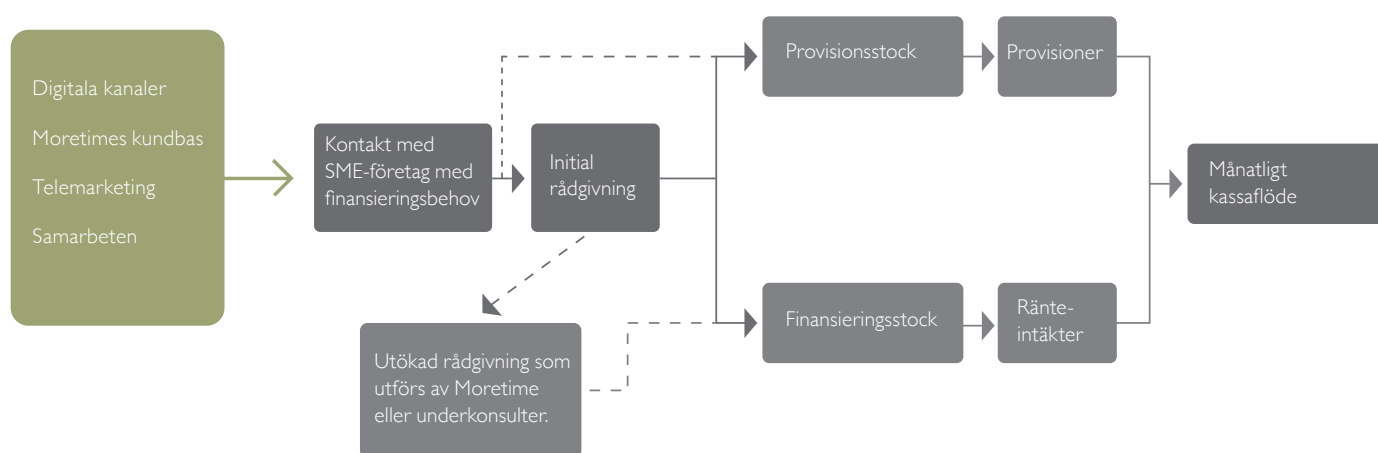 Digitala kanaler
Moretimes kundbas
Telemarketing
Samarbeten
Kontakt med
SME-företag med
finansieringsbehov
Initial
rådgivning
Utökad rådgivning som
utförs av Moretime
eller underkonsulter.
Provisionsstock
Provisioner
Finansieringsstock
Ränte-
intäkter
Månatligt
kassaflöde